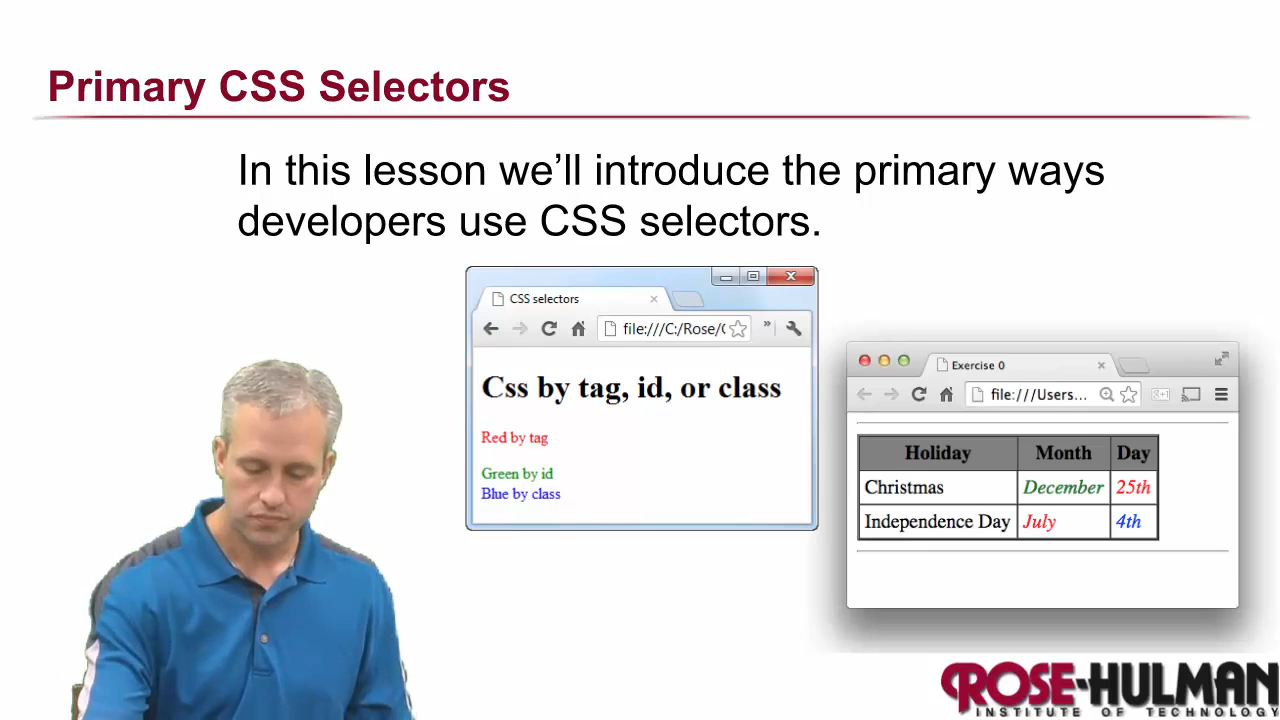 Primary CSS Selectors
In this lesson we’ll introduce the primary ways
developers use CSS selectors.
CSS selectors
file:///C:/Rose/
Css by tag, id, or class
Red by tag
Green by id
Blue by class
Exercise 0
file:///Users...
Holiday Month Day
Christmas December 25th
Independence Day July 4th
ROSE-HULMAN
INSTITUTE OF TECHNOLOGY